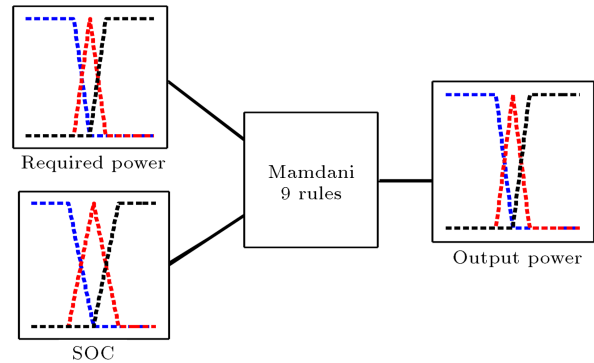 Required power
Mamdani
9 rules
Output power
SOC